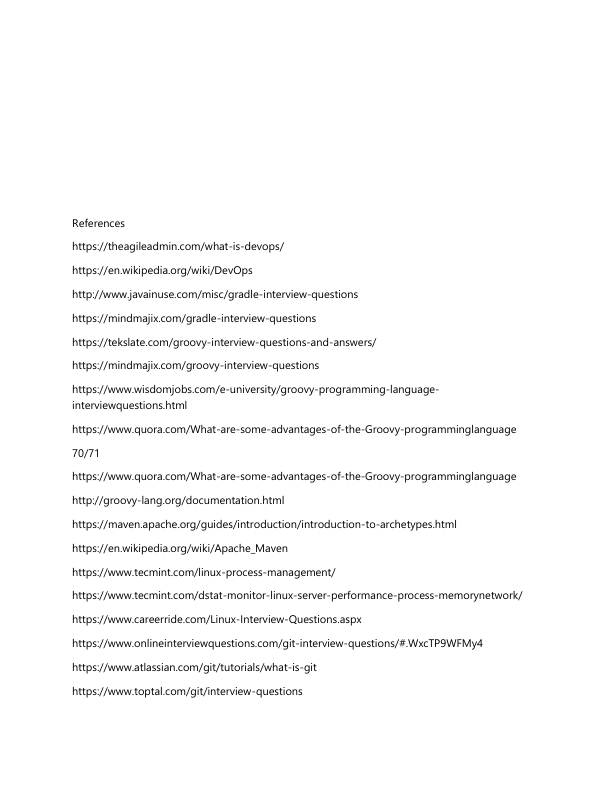 References
https://theagileadmin.com/what-is-devops/
https://en.wikipedia.org/wiki/DevOps
http://www.javainuse.com/misc/gradle-interview-questions
https://mindmajix.com/gradle-interview-questions
https://tekslate.com/groovy-interview-questions-and-answers/
https://mindmajix.com/groovy-interview-questions
https://www.wisdomjobs.com/e-university/groovy-programming-language-
interviewquestions.html
https://www.quora.com/What-are-some-advantages-of-the-Groovy-programminglanguage
70/71
https://www.quora.com/What-are-some-advantages-of-the-Groovy-programminglanguage
http://groovy-lang.org/documentation.html
https://maven.apache.org/guides/introduction/introduction-to-archetypes.html
https://en.wikipedia.org/wiki/Apache_Maven
https://www.tecmint.com/linux-process-management/
https://www.tecmint.com/dstat-monitor-linux-server-performance-process-memorynetwork/
https://www.careerride.com/Linux-Interview-Questions.aspx
https://www.onlineinterviewquestions.com/git-interview-questions/#.WxcTP9WFMy4
https://www.atlassian.com/git/tutorials/what-is-git
https://www.toptal.com/git/interview-questions